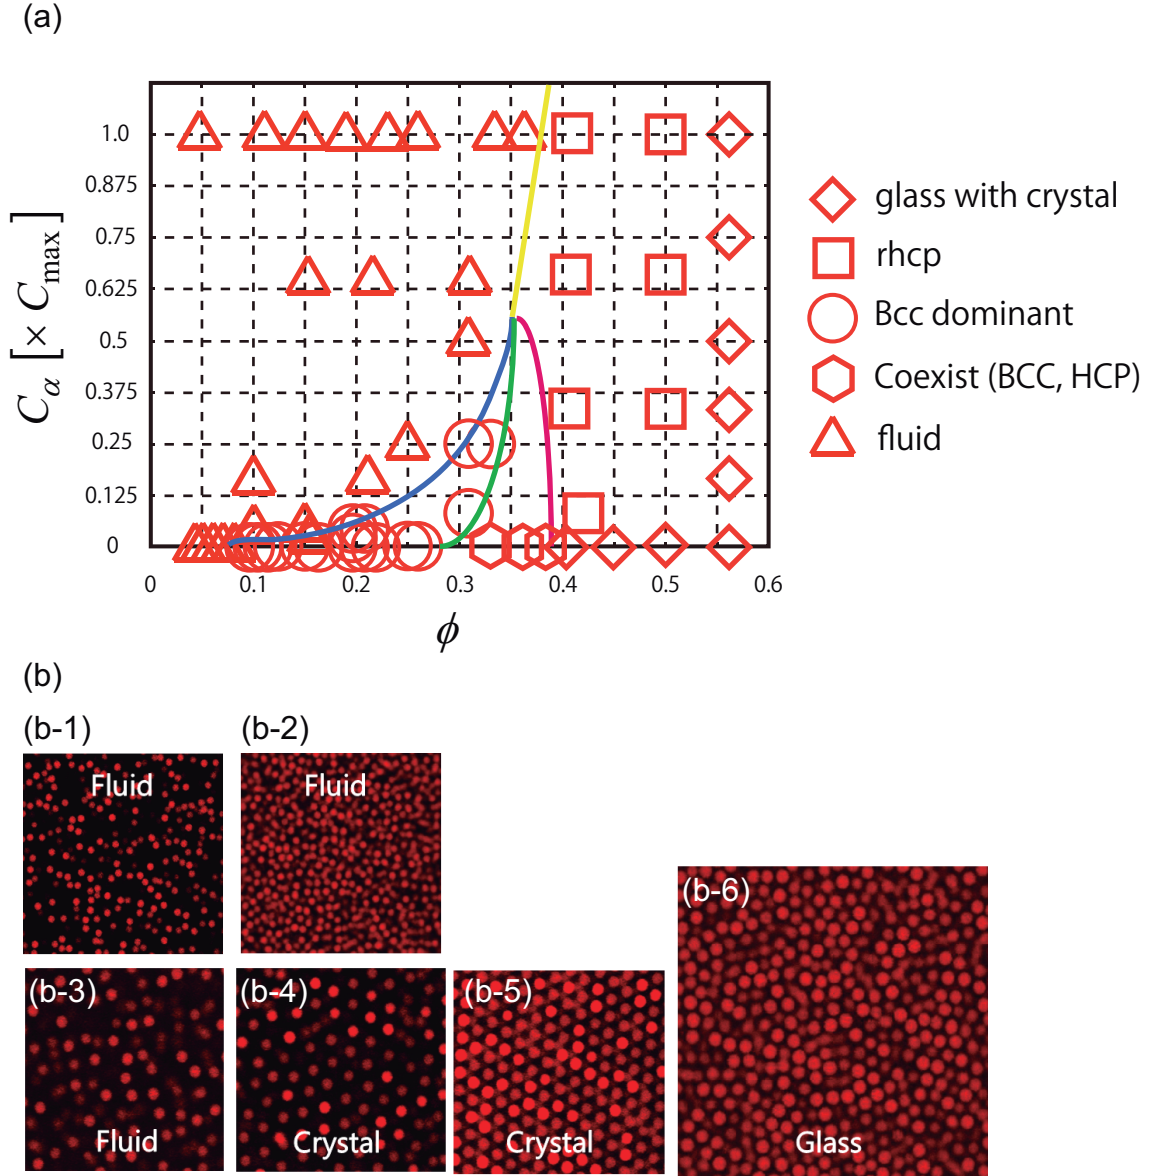 (a)
C_α [× C_max]
1.0
0.875
0.75
0.625
0.5
0.375
0.25
0.125
0
0
0.1
0.2
0.3
0.4
0.5
0.6
ϕ
glass with crystal
rhcp
Bcc dominant
Coexist (BCC, HCP)
fluid
(b)
(b-1)
Fluid
(b-2)
Fluid
(b-3)
Fluid
(b-4)
Crystal
(b-5)
Crystal
(b-6)
Glass